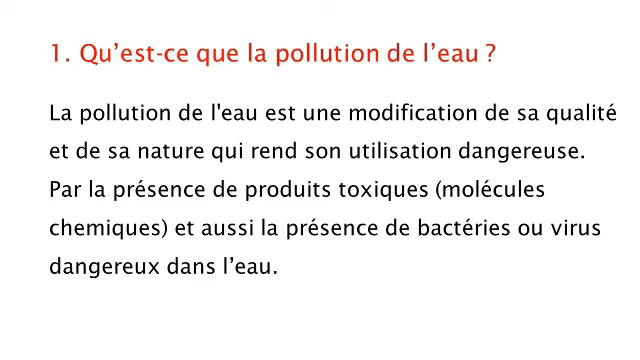 1. Qu’est-ce que la pollution de l’eau ?
La pollution de l'eau est une modification de sa qualité
et de sa nature qui rend son utilisation dangereuse.
Par la présence de produits toxiques (molécules
chemiques) et aussi la présence de bactéries ou virus
dangereux dans l’eau.